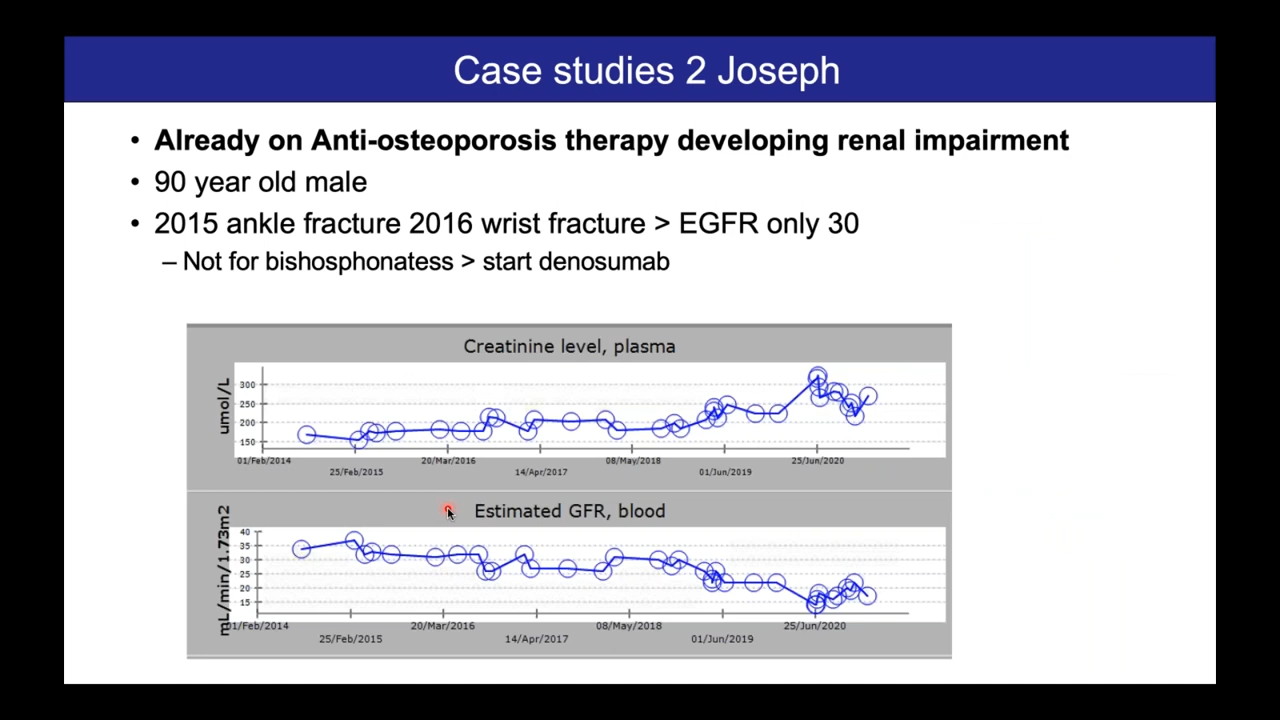 Case studies 2 Joseph
• Already on Anti-osteoporosis therapy developing renal impairment
• 90 year old male
• 2015 ankle fracture 2016 wrist fracture > EGFR only 30
– Not for bishosphonatess > start denosumab
Creatinine level, plasma
umol/L
300
250
200
150
01/Feb/2014
25/Feb/2015
20/Mar/2016
14/Apr/2017
08/May/2018
01/Jun/2019
25/Jun/2020
Estimated GFR, blood
mL/min/1.73m2
40
35
30
25
20
15
01/Feb/2014
25/Feb/2015
20/Mar/2016
14/Apr/2017
08/May/2018
01/Jun/2019
25/Jun/2020